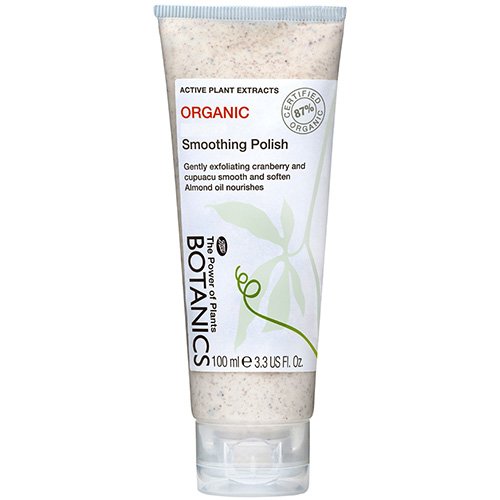 ACTIVE PLANT EXTRACTS
ORGANIC
CERTIFIED
87%
ORGANIC
Smoothing Polish
Gently exfoliating cranberry and
cupuacu smooth and soften
Almond oil nourishes
Boots
The Power of Plants
BOTANICS
100 ml ℮ 3.3 US Fl. Oz.